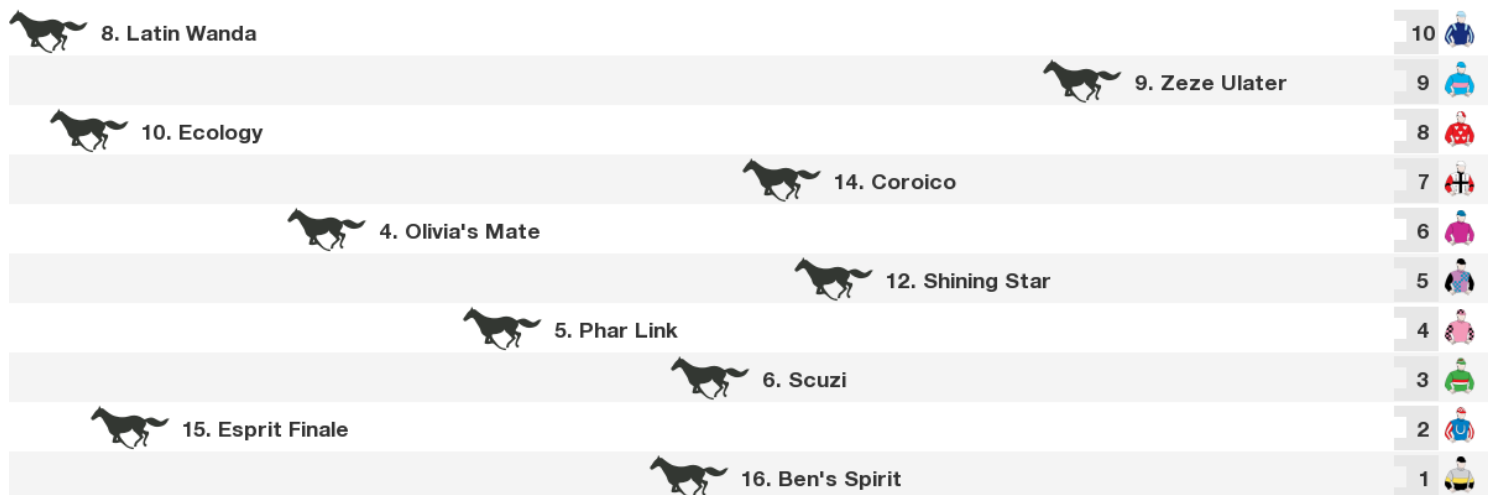 8. Latin Wanda 10
9. Zeze Ulater 9
10. Ecology 8
14. Coroico 7
4. Olivia's Mate 6
12. Shining Star 5
5. Phar Link 4
6. Scuzi 3
15. Esprit Finale 2
16. Ben's Spirit 1